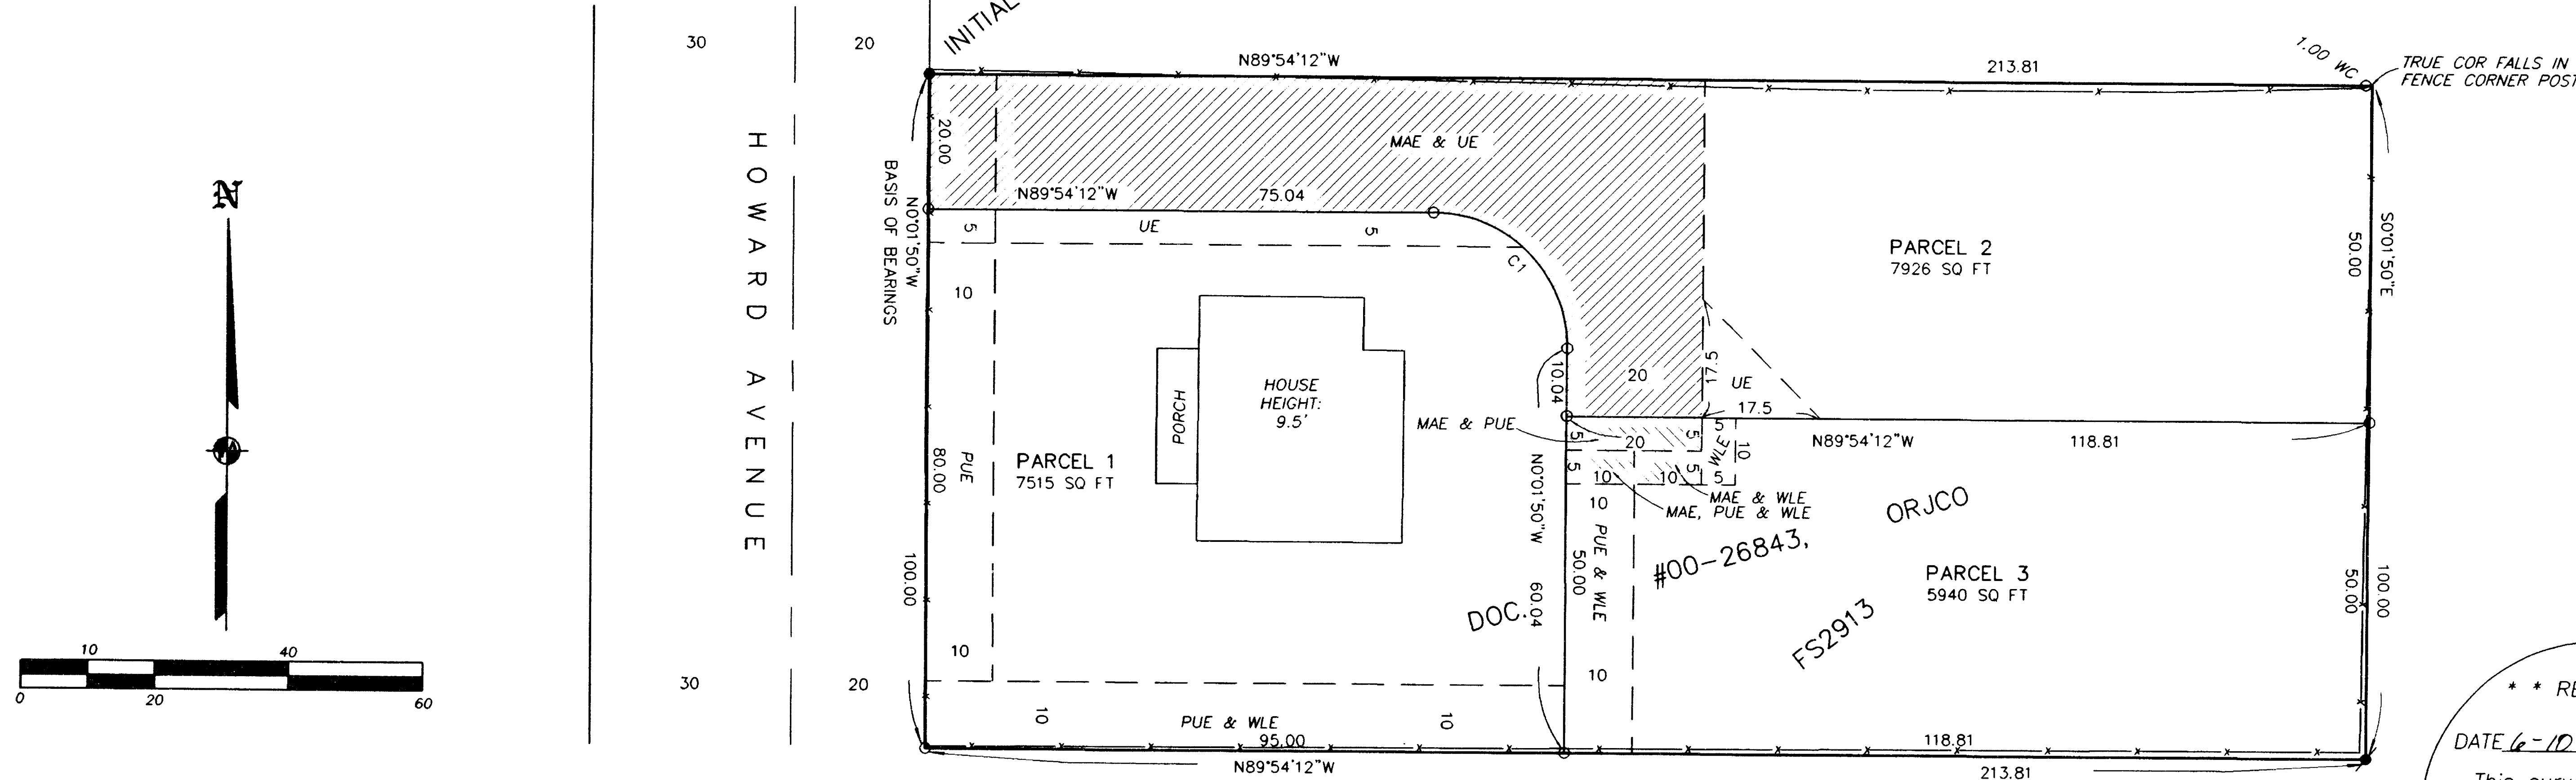 INITIAL
30
20
N89°54'12"W
213.81
1.00 WC
TRUE COR FALLS IN
FENCE CORNER POST
N
HOWARD AVENUE
20.00
MAE & UE
BASIS OF BEARINGS
N0°01'50"W
N89°54'12"W
75.04
5
UE
5
C1
10
PARCEL 2
7926 SQ FT
50.00
S0°01'50"E
HOUSE
HEIGHT:
9.5'
PORCH
10.04
20
17.5
UE
17.5
MAE & PUE
5
20
5
5
WLE
10
N89°54'12"W
118.81
5
10
10
5
5
MAE & WLE
MAE, PUE & WLE
PARCEL 1
7515 SQ FT
PUE
80.00
100.00
N0°01'50"W
60.04
10
PUE & WLE
50.00
10
DOC.
#00-26843,
ORJCO
FS2913
PARCEL 3
5940 SQ FT
50.00
100.00
10
30
20
10
PUE & WLE
10
95.00
118.81
N89°54'12"W
213.81
10
40
0
20
60
* * RE
DATE 6-10
This surv